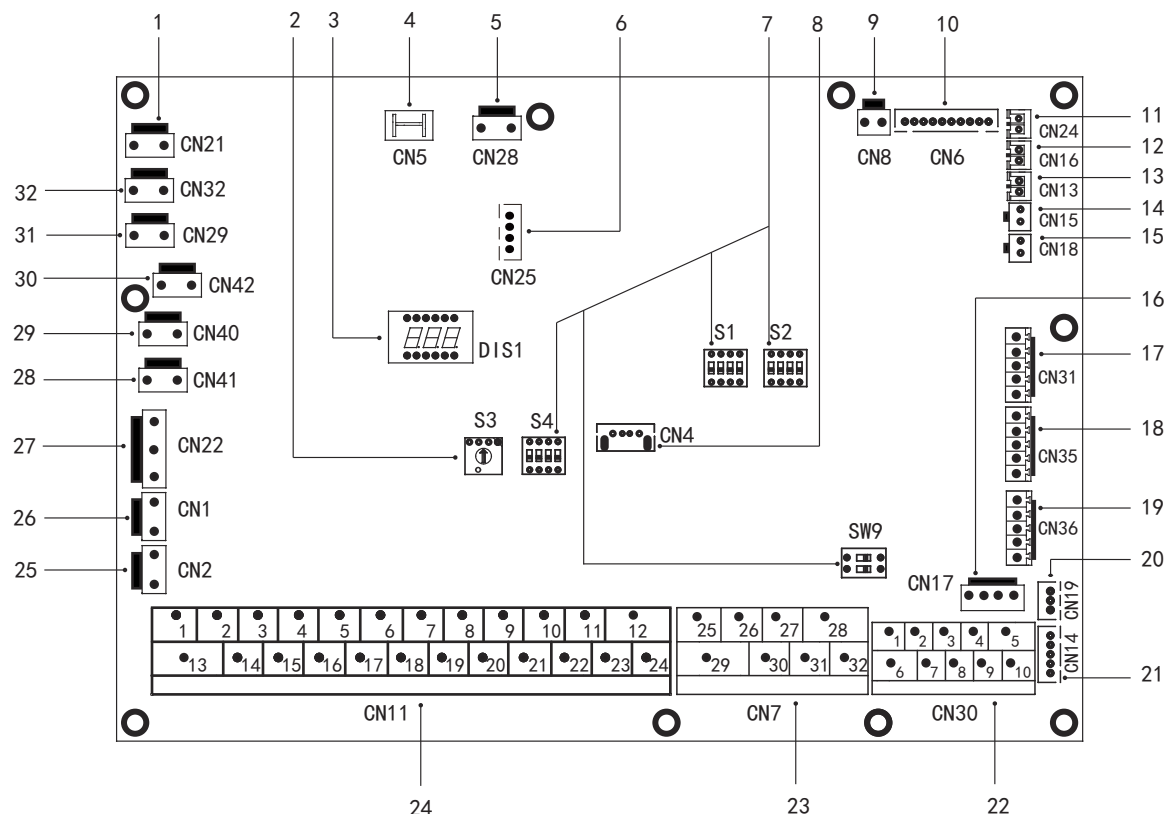 1 2 3 4 5 6 7 8 9 10
CN21 CN5 CN28 CN8 CN6 CN24 11
CN16 12
32 CN32 CN13 13
31 CN29 CN15 14
CN25 CN18 15
30 CN42 16
29 CN40 DIS1 S1 S2 17
28 CN41 CN31
S3 S4 CN4 18
27 CN22 CN35
26 CN1 19
SW9 CN36
25 CN2 CN17 20
CN19
1 2 3 4 5 6 7 8 9 10 11 12 25 26 27 28 1 2 3 4 5
13 14 15 16 17 18 19 20 21 22 23 24 29 30 31 32 6 7 8 9 10 CN14
21
CN11 CN7 CN30
24 23 22